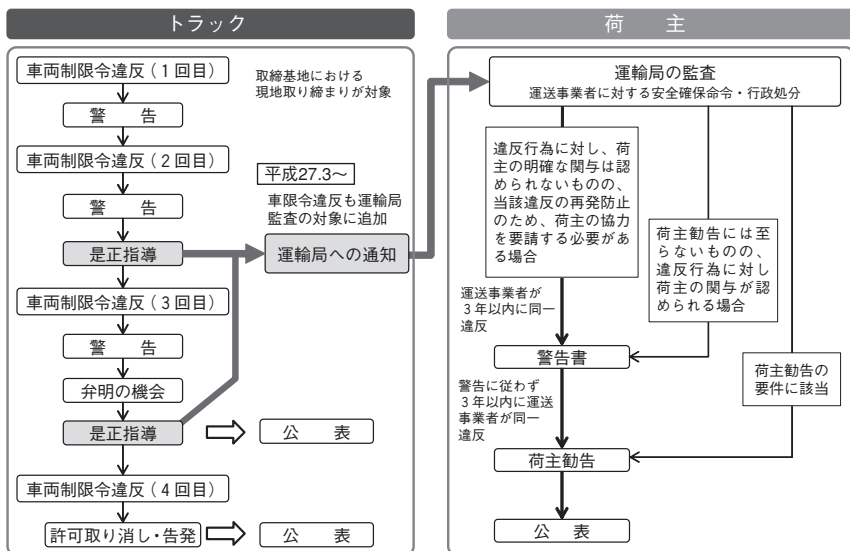 トラック
車両制限令違反（1回目）
警　告
車両制限令違反（2回目）
警　告
是正指導
車両制限令違反（3回目）
警　告
弁明の機会
是正指導
公　表
車両制限令違反（4回目）
許可取り消し・告発
公　表
取締基地における
現地取り締まりが対象
平成27.3～
車限令違反も運輸局
監査の対象に追加
運輸局への通知
荷　主
運輸局の監査
運送事業者に対する安全確保命令・行政処分
違反行為に対し、荷
主の明確な関与は認
められないものの、
当該違反の再発防止
のため、荷主の協力
を要請する必要があ
る場合
荷主勧告には至
らないものの、
違反行為に対し
荷主の関与が認
められる場合
運送事業者が
3年以内に同一
違反
警告書
荷主勧告の
要件に該当
警告に従わず
3年以内に運送
事業者が同一
違反
荷主勧告
公　表